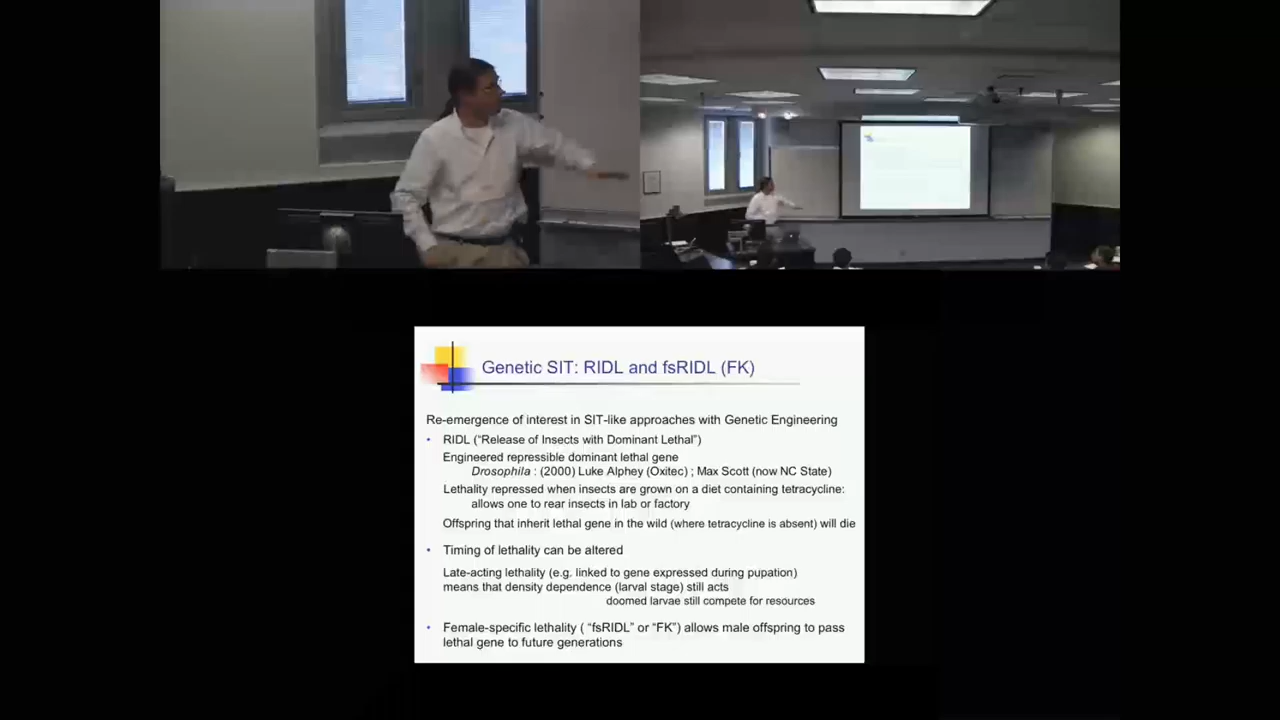 Genetic SIT: RIDL and fsRIDL (FK)
Re-emergence of interest in SIT-like approaches with Genetic Engineering
• RIDL (“Release of Insects with Dominant Lethal”)
Engineered repressible dominant lethal gene
Drosophila : (2000) Luke Alphey (Oxitec) ; Max Scott (now NC State)
Lethality repressed when insects are grown on a diet containing tetracycline:
allows one to rear insects in lab or factory
Offspring that inherit lethal gene in the wild (where tetracycline is absent) will die
• Timing of lethality can be altered
Late-acting lethality (e.g. linked to gene expressed during pupation)
means that density dependence (larval stage) still acts
doomed larvae still compete for resources
• Female-specific lethality ( “fsRIDL” or “FK”) allows male offspring to pass
lethal gene to future generations